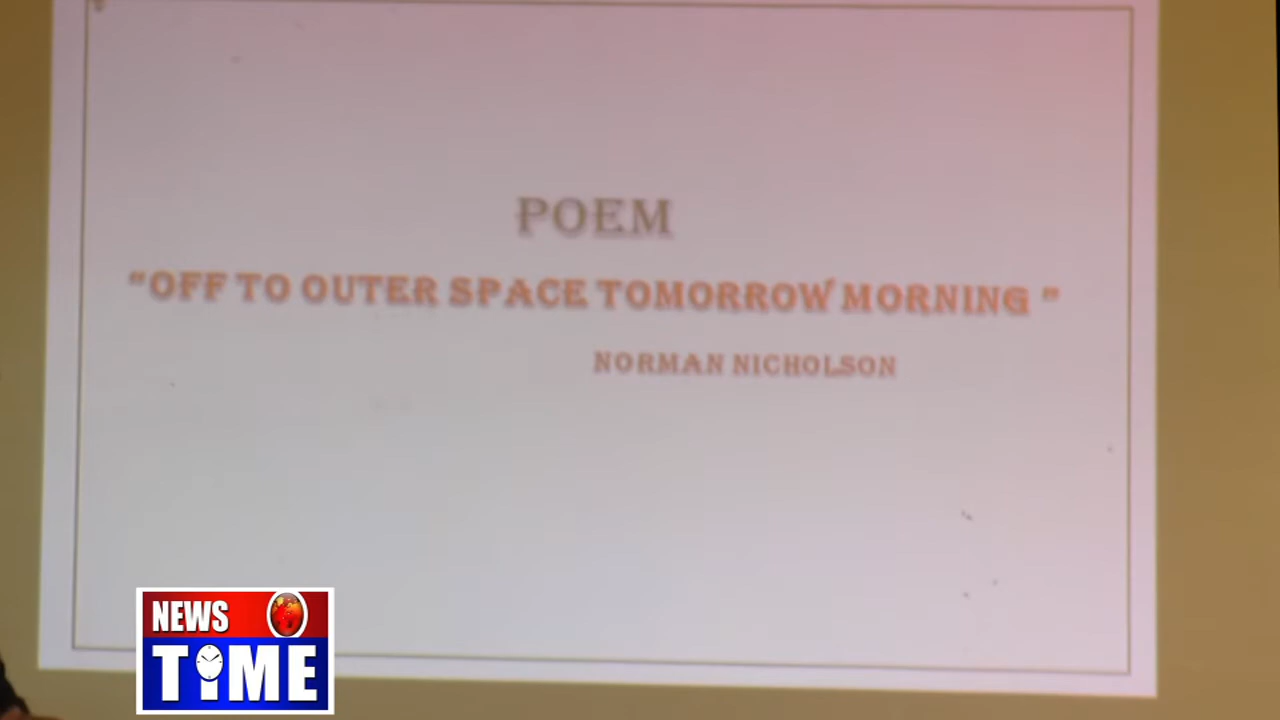 POEM
"OFF TO OUTER SPACE TOMORROW MORNING "
NORMAN NICHOLSON
NEWS
TIME